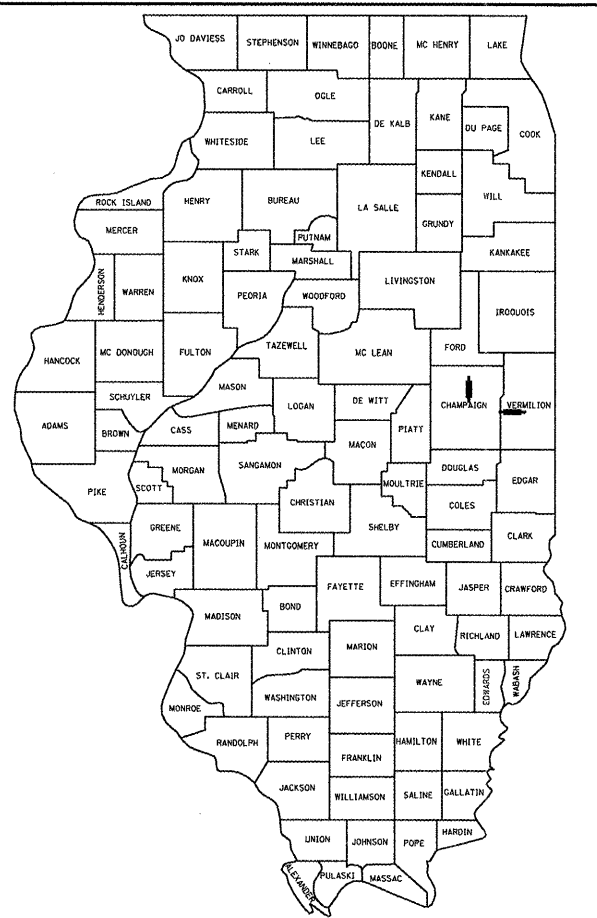 JO DAVIESS
STEPHENSON
WINNEBAGO
BOONE
MC HENRY
LAKE
CARROLL
OGLE
DE KALB
KANE
DU PAGE
COOK
WHITESIDE
LEE
KENDALL
WILL
ROCK ISLAND
HENRY
BUREAU
LA SALLE
GRUNDY
MERCER
PUTNAM
STARK
MARSHALL
KANKAKEE
HENDERSON
WARREN
KNOX
PEORIA
WOODFORD
LIVINGSTON
IROQUOIS
FORD
HANCOCK
MC DONOUGH
FULTON
TAZEWELL
MC LEAN
MASON
SCHUYLER
LOGAN
DE WITT
CHAMPAIGN
VERMILION
ADAMS
BROWN
CASS
MENARD
PIATT
MACON
DOUGLAS
EDGAR
MORGAN
SANGAMON
SCOTT
PIKE
CHRISTIAN
MOULTRIE
COLES
SHELBY
GREENE
MACOUPIN
MONTGOMERY
CUMBERLAND
CLARK
CALHOUN
JERSEY
FAYETTE
EFFINGHAM
JASPER
CRAWFORD
MADISON
BOND
CLAY
RICHLAND
LAWRENCE
MARION
CLINTON
ST. CLAIR
WAYNE
EDWARDS
WABASH
WASHINGTON
JEFFERSON
MONROE
RANDOLPH
PERRY
HAMILTON
WHITE
FRANKLIN
JACKSON
WILLIAMSON
SALINE
GALLATIN
UNION
JOHNSON
POPE
HARDIN
ALEXANDER
PULASKI
MASSAC